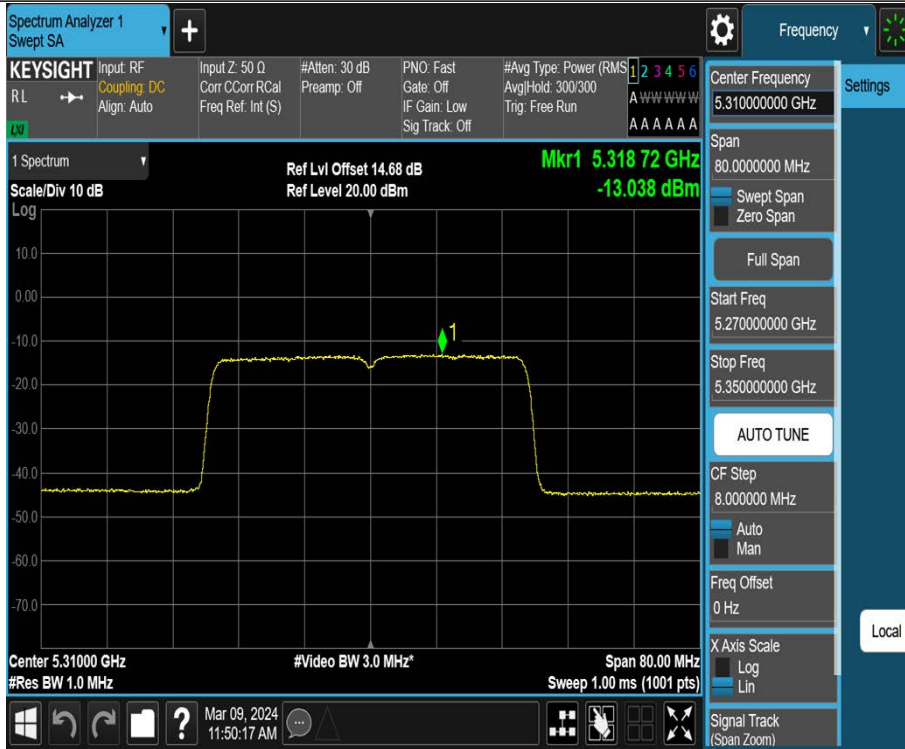 Spectrum Analyzer 1
Swept SA
+
Frequency
KEYSIGHT
RL
LXI
Input: RF
Coupling: DC
Align: Auto
Input Z: 50 Ω
Corr CCorr RCal
Freq Ref: Int (S)
#Atten: 30 dB
Preamp: Off
PNO: Fast
Gate: Off
IF Gain: Low
Sig Track: Off
#Avg Type: Power (RMS
Avg|Hold: 300/300
Trig: Free Run
1 2 3 4 5 6
A W W W W W
A A A A A A
1 Spectrum
Scale/Div 10 dB
Log
Ref Lvl Offset 14.68 dB
Ref Level 20.00 dBm
Mkr1 5.318 72 GHz
-13.038 dBm
10.0
0.00
-10.0
-20.0
-30.0
-40.0
-50.0
-60.0
-70.0
1
Center 5.31000 GHz
#Res BW 1.0 MHz
#Video BW 3.0 MHz*
Span 80.00 MHz
Sweep 1.00 ms (1001 pts)
?
Mar 09, 2024
11:50:17 AM
Center Frequency
5.310000000 GHz
Settings
Span
80.0000000 MHz
Swept Span
Zero Span
Full Span
Start Freq
5.270000000 GHz
Stop Freq
5.350000000 GHz
AUTO TUNE
CF Step
8.000000 MHz
Auto
Man
Freq Offset
0 Hz
X Axis Scale
Log
Lin
Local
Signal Track
(Span Zoom)